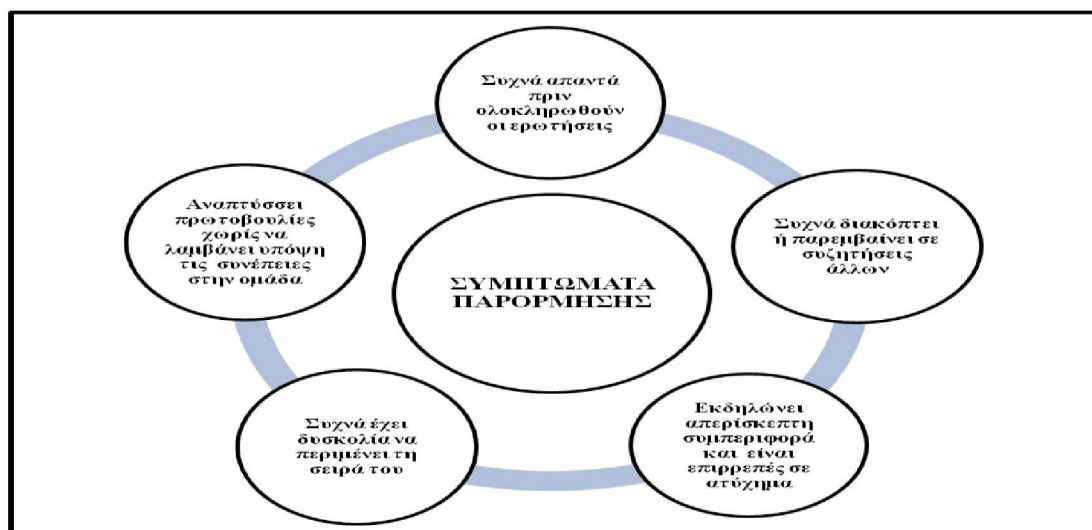 Συχνά απαντά
πριν
ολοκληρωθούν
οι ερωτήσεις
Συχνά διακόπτει
ή παρεμβαίνει σε
συζητήσεις
άλλων
Εκδηλώνει
απερίσκεπτη
συμπεριφορά
και είναι
επιρρεπές σε
ατύχημα
Συχνά έχει
δυσκολία να
περιμένει τη
σειρά του
Αναπτύσσει
πρωτοβουλίες
χωρίς να
λαμβάνει υπόψη
τις συνέπειες
στην ομάδα
ΣΥΜΠΤΩΜΑΤΑ
ΠΑΡΟΡΜΗΣΗΣ